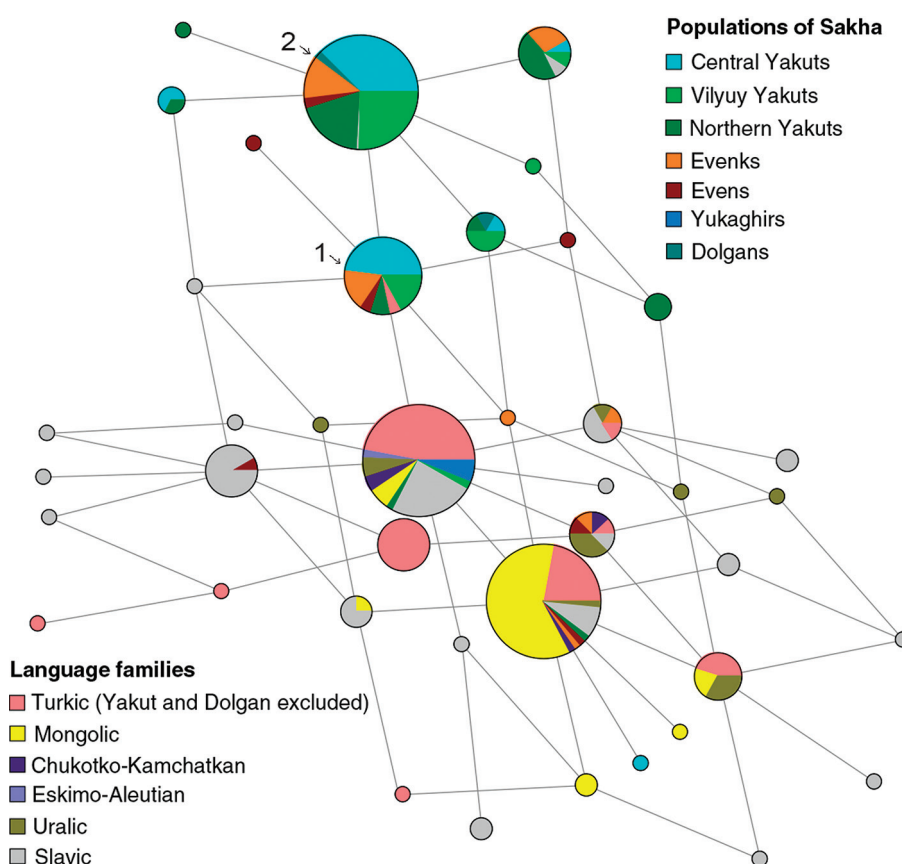 2
Populations of Sakha
Central Yakuts
Vilyuy Yakuts
Northern Yakuts
Evenks
Evens
Yukaghirs
Dolgans
1
Language families
Turkic (Yakut and Dolgan excluded)
Mongolic
Chukotko-Kamchatkan
Eskimo-Aleutian
Uralic
Slavic